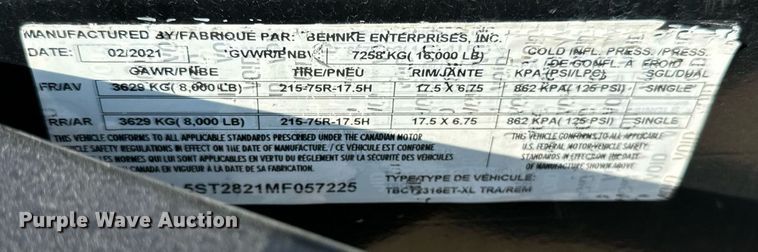 MANUFACTURED BY/FABRIQUE PAR: BEHNKE ENTERPRISES, INC.
DATE: 02/2021 GVWR/PNBV 7258 KG(16,000 LB) COLD INFL. PRESS./PRESS. DE GONFL. A FROID
GAWR/PNBE TIRE/PNEU RIM/JANTE KPA (PSI/LPC) SGL/DUAL
FR/AV 3629 KG(8,000 LB) 215-75R-17.5H 17.5 X 6.75 862 KPA(125 PSI) SINGLE
RR/AR 3629 KG(8,000 LB) 215-75R-17.5H 17.5 X 6.75 862 KPA(125 PSI) SINGLE
THIS VEHICLE CONFORMS TO ALL APPLICABLE STANDARDS PRESCRIBED UNDER THE CANADIAN MOTOR
VEHICLE SAFETY REGULATIONS IN EFFECT ON THE DATE OF MANUFACTURE. / CE VÉHICULE EST CONFORME
LES NORMES QUI LUI SONT APPLICABLES EN VERTU DU RÈGLEMENT SUR LA SÉCURITÉ DES VÉHICULES
CANADA EN VIGUEUR À LA DATE DE SA FABRICATION.
THIS VEHICLE CONFORMS TO ALL APPLICABLE
U.S. FEDERAL MOTOR VEHICLE SAFETY
STANDARDS IN EFFECT ON THE DATE OF
MANUFACTURE SHOWN ABOVE.
5ST2821MF057225
TYPE/TYPE DE VÉHICULE:
TRA/REM
Purple Wave Auction